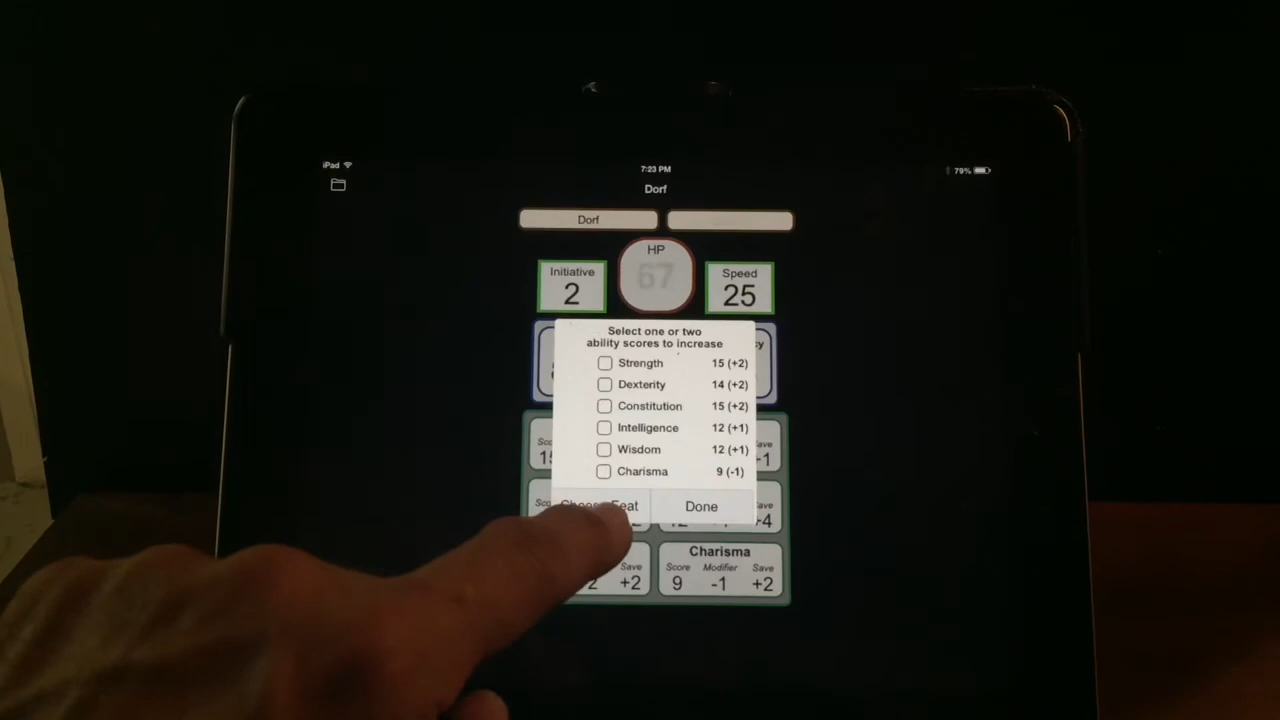 iPad
7:23 PM
79%
Dorf
Dorf
HP
67
Initiative
2
Speed
25
Select one or two
ability scores to increase
Strength 15 (+2)
Dexterity 14 (+2)
Constitution 15 (+2)
Intelligence 12 (+1)
Wisdom 12 (+1)
Charisma 9 (-1)
Feat Done
Charisma
Save Score Modifier Save
+2 9 -1 +2